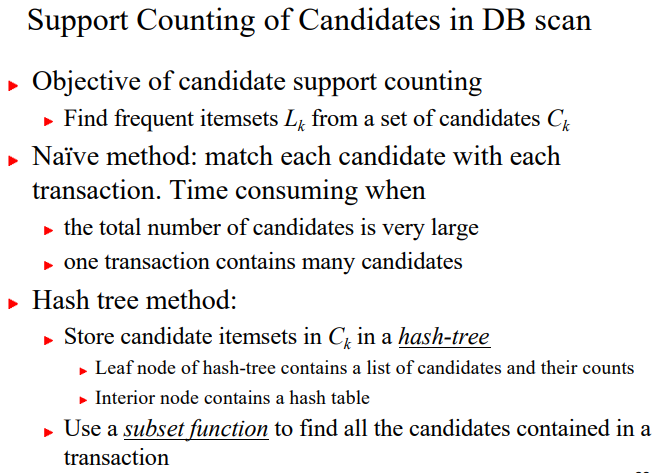 Support Counting of Candidates in DB scan
Objective of candidate support counting
Find frequent itemsets Lk from a set of candidates Ck
Naïve method: match each candidate with each
transaction. Time consuming when
the total number of candidates is very large
one transaction contains many candidates
Hash tree method:
Store candidate itemsets in Ck in a hash-tree
Leaf node of hash-tree contains a list of candidates and their counts
Interior node contains a hash table
Use a subset function to find all the candidates contained in a
transaction